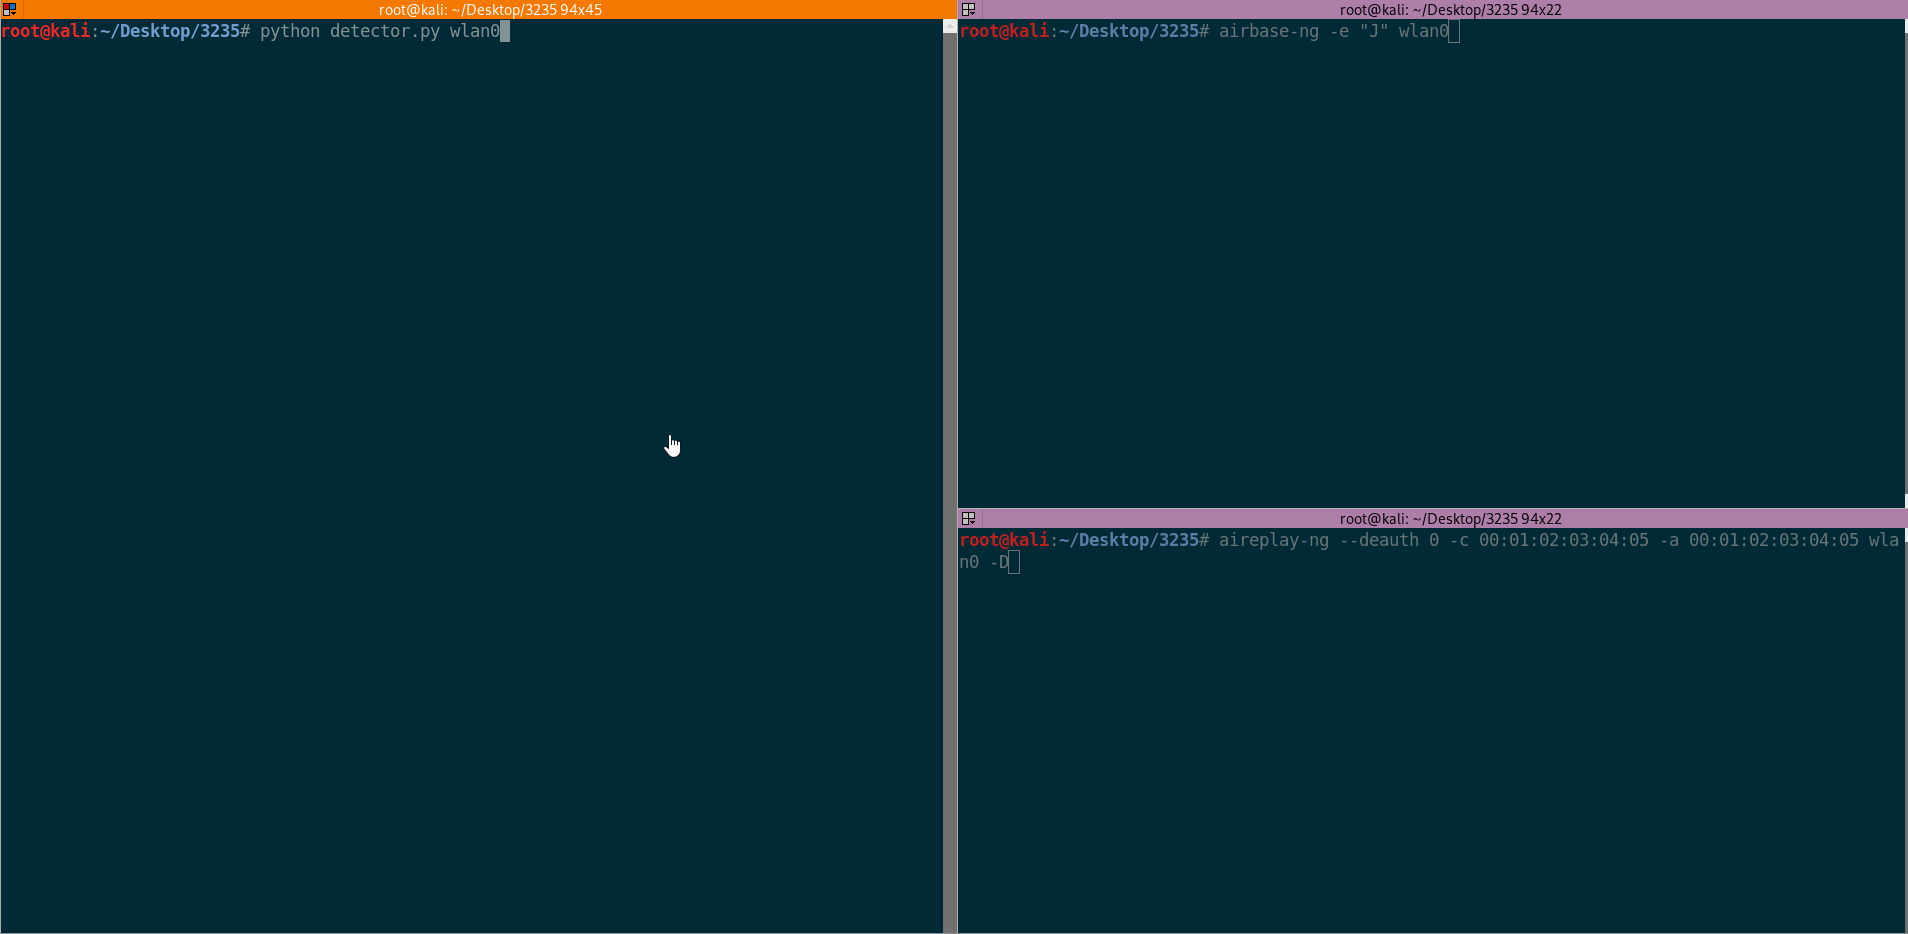 root@kali: ~/Desktop/3235 94x45
root@kali:~/Desktop/3235# python detector.py wlan0
root@kali: ~/Desktop/3235 94x22
root@kali:~/Desktop/3235# airbase-ng -e "J" wlan0
root@kali: ~/Desktop/3235 94x22
root@kali:~/Desktop/3235# aireplay-ng --deauth 0 -c 00:01:02:03:04:05 -a 00:01:02:03:04:05 wla
n0 -D